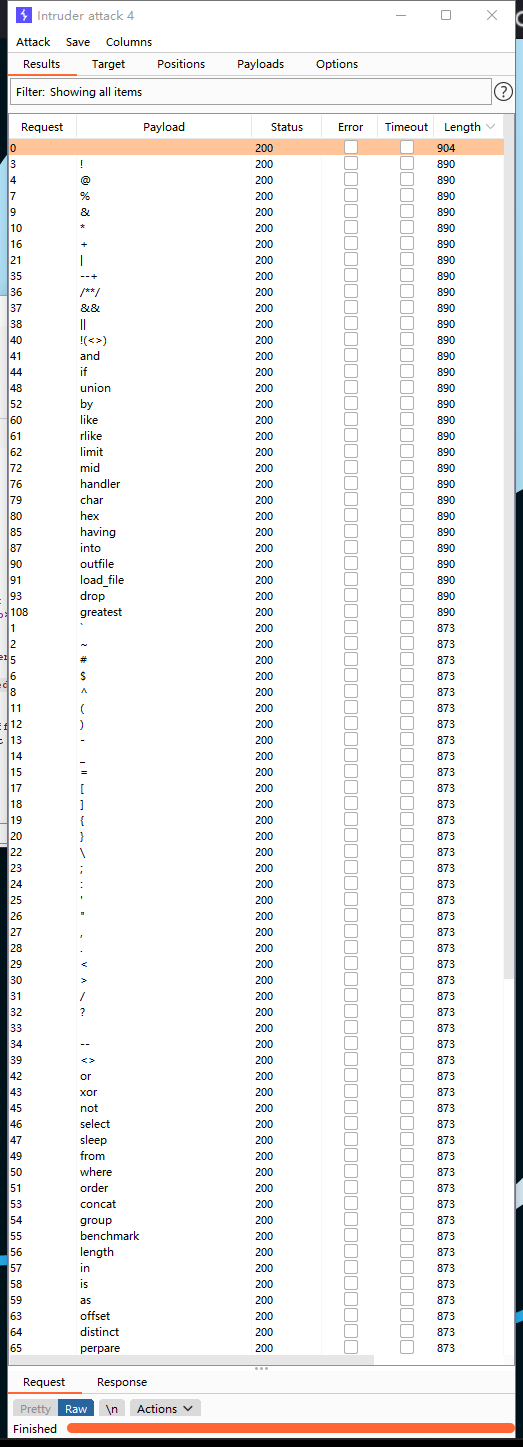 Intruder attack 4
Attack Save Columns
Results Target Positions Payloads Options
Filter: Showing all items ?
Request Payload Status Error Timeout Length
0 200 904
3 ! 200 890
4 @ 200 890
7 % 200 890
9 & 200 890
10 * 200 890
16 + 200 890
21 | 200 890
35 --+ 200 890
36 /**/ 200 890
37 && 200 890
38 || 200 890
40 !(<>) 200 890
41 and 200 890
44 if 200 890
48 union 200 890
52 by 200 890
60 like 200 890
61 rlike 200 890
62 limit 200 890
72 mid 200 890
76 handler 200 890
79 char 200 890
80 hex 200 890
85 having 200 890
87 into 200 890
90 outfile 200 890
91 load_file 200 890
93 drop 200 890
108 greatest 200 890
1 ` 200 873
2 ~ 200 873
5 # 200 873
6 $ 200 873
8 ^ 200 873
11 ( 200 873
12 ) 200 873
13 - 200 873
14 _ 200 873
15 = 200 873
17 [ 200 873
18 ] 200 873
19 { 200 873
20 } 200 873
22 \ 200 873
23 ; 200 873
24 : 200 873
25 ' 200 873
26 " 200 873
27 , 200 873
28 . 200 873
29 < 200 873
30 > 200 873
31 / 200 873
32 ? 200 873
33 200 873
34 -- 200 873
39 <> 200 873
42 or 200 873
43 xor 200 873
45 not 200 873
46 select 200 873
47 sleep 200 873
49 from 200 873
50 where 200 873
51 order 200 873
53 concat 200 873
54 group 200 873
55 benchmark 200 873
56 length 200 873
57 in 200 873
58 is 200 873
59 as 200 873
63 offset 200 873
64 distinct 200 873
65 perpare 200 873
Request Response
Pretty Raw \n Actions
Finished